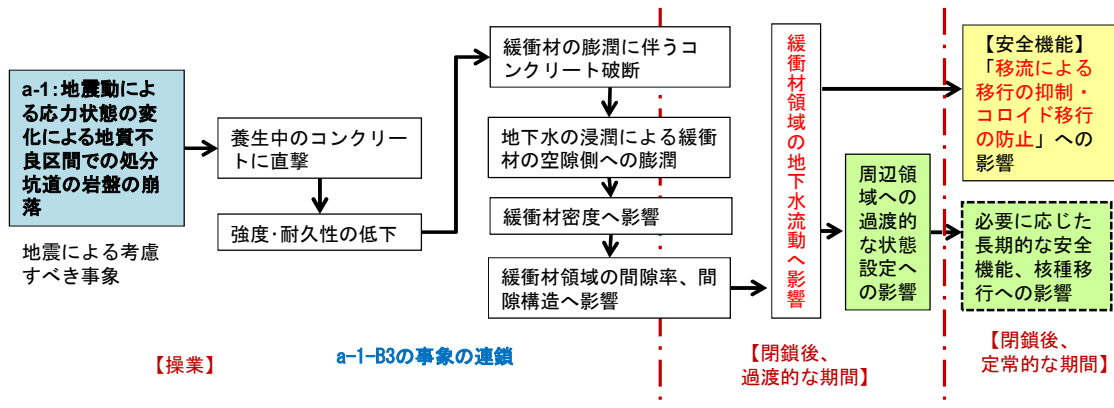 a-1:地震動によ
る応力状態の変
化による地質不
良区間での処分
坑道の岩盤の崩
落
地震による考慮
すべき事象
養生中のコンクリー
トに直撃
強度・耐久性の低下
緩衝材の膨潤に伴うコ
ンクリート破断
地下水の浸潤による緩衝
材の空隙側への膨潤
緩衝材密度へ影響
緩衝材領域の間隙率、間
隙構造へ影響
緩衝材領域の地下水流動へ影響
周辺領
域への
過渡的
な状態
設定へ
の影響
【安全機能】
「移流による
移行の抑制・
コロイド移行
の防止」への
影響
必要に応じた
長期的な安全
機能、核種移
行への影響
【操業】
a-1-B3の事象の連鎖
【閉鎖後、
過渡的な期間】
【閉鎖後、
定常的な期間】